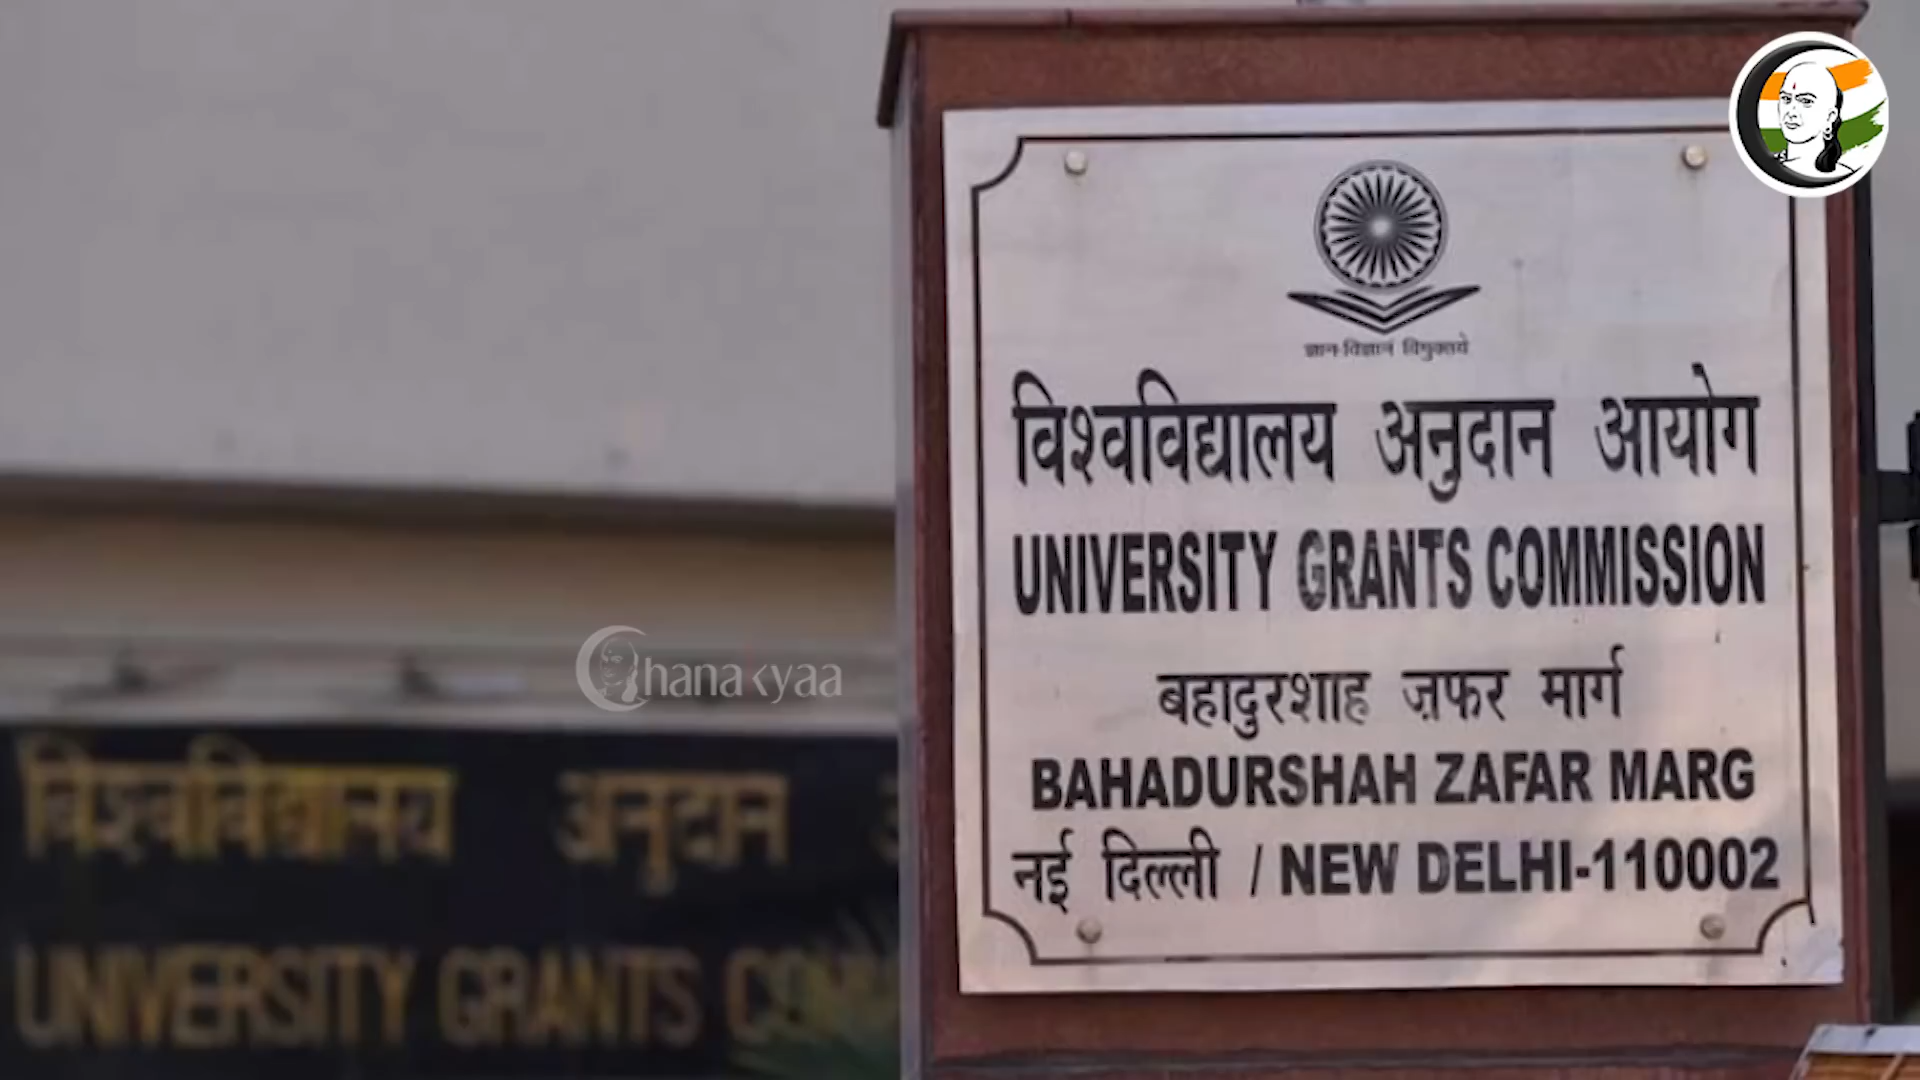 ज्ञान-विज्ञानं विमुक्तये
विश्वविद्यालय अनुदान आयोग
UNIVERSITY GRANTS COMMISSION
बहादुरशाह ज़फर मार्ग
BAHADURSHAH ZAFAR MARG
नई दिल्ली / NEW DELHI-110002
Chanakyaa
विश्वविद्यालय अनुदान
UNIVERSITY GRANTS